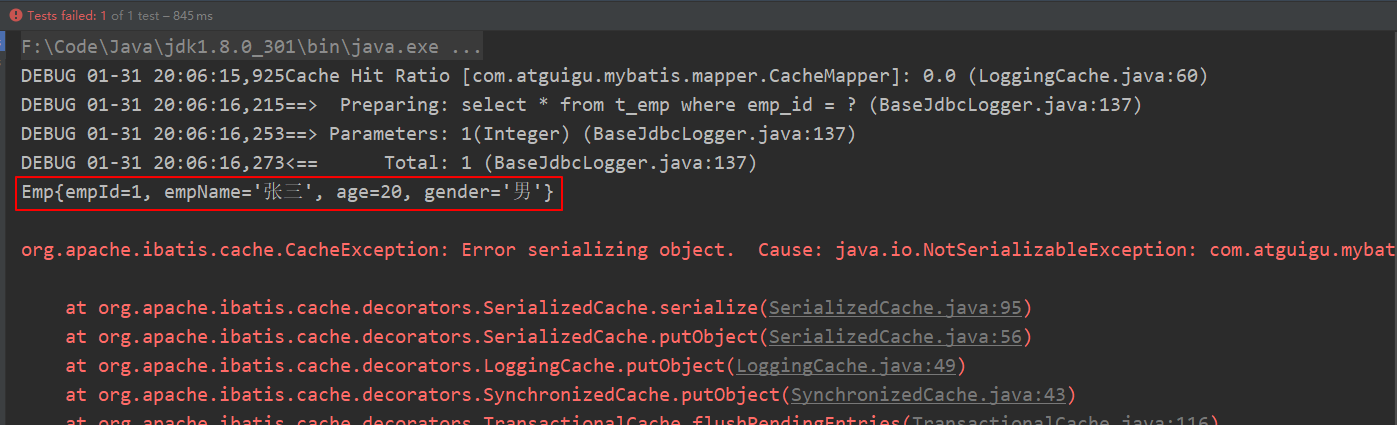 Tests failed: 1 of 1 test – 845 ms
F:\Code\Java\jdk1.8.0_301\bin\java.exe ...
DEBUG 01-31 20:06:15,925Cache Hit Ratio [com.atguigu.mybatis.mapper.CacheMapper]: 0.0 (LoggingCache.java:60)
DEBUG 01-31 20:06:16,215==>  Preparing: select * from t_emp where emp_id = ? (BaseJdbcLogger.java:137)
DEBUG 01-31 20:06:16,253==> Parameters: 1(Integer) (BaseJdbcLogger.java:137)
DEBUG 01-31 20:06:16,273<==      Total: 1 (BaseJdbcLogger.java:137)
Emp{empId=1, empName='张三', age=20, gender='男'}
org.apache.ibatis.cache.CacheException: Error serializing object.  Cause: java.io.NotSerializableException: com.atguigu.mybat
at org.apache.ibatis.cache.decorators.SerializedCache.serialize(SerializedCache.java:95)
at org.apache.ibatis.cache.decorators.SerializedCache.putObject(SerializedCache.java:56)
at org.apache.ibatis.cache.decorators.LoggingCache.putObject(LoggingCache.java:49)
at org.apache.ibatis.cache.decorators.SynchronizedCache.putObject(SynchronizedCache.java:43)
at org.apache.ibatis.cache.decorators.TransactionalCache.flushPendingEntries(TransactionalCache.java:116)